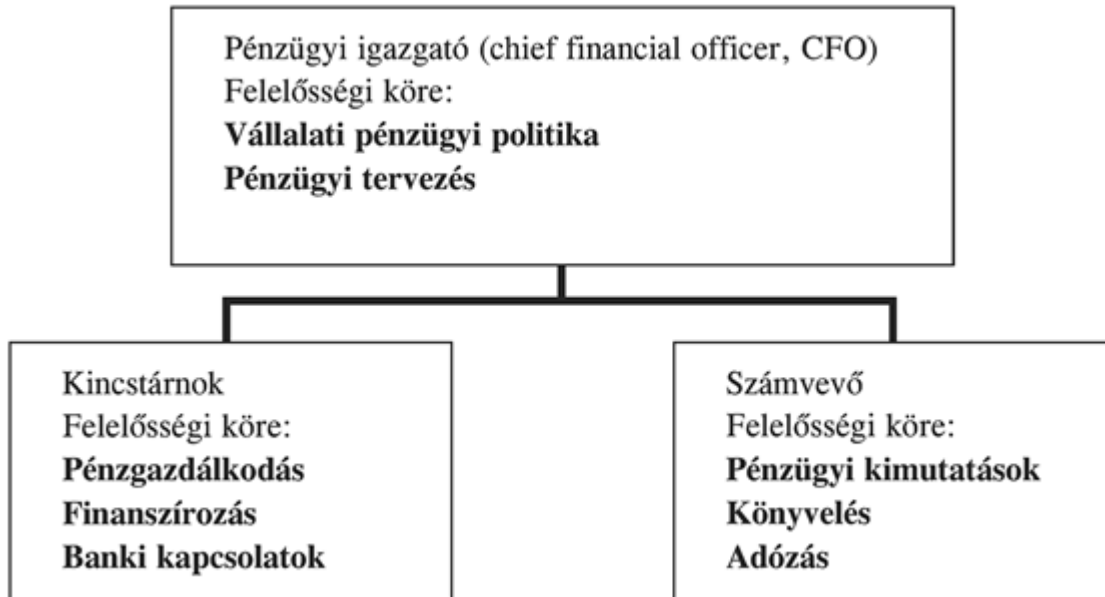 Pénzügyi igazgató (chief financial officer, CFO)
Felelősségi köre:
Vállalati pénzügyi politika
Pénzügyi tervezés
Kincstárnok
Felelősségi köre:
Pénzgazdálkodás
Finanszírozás
Banki kapcsolatok
Számvevő
Felelősségi köre:
Pénzügyi kimutatások
Könyvelés
Adózás